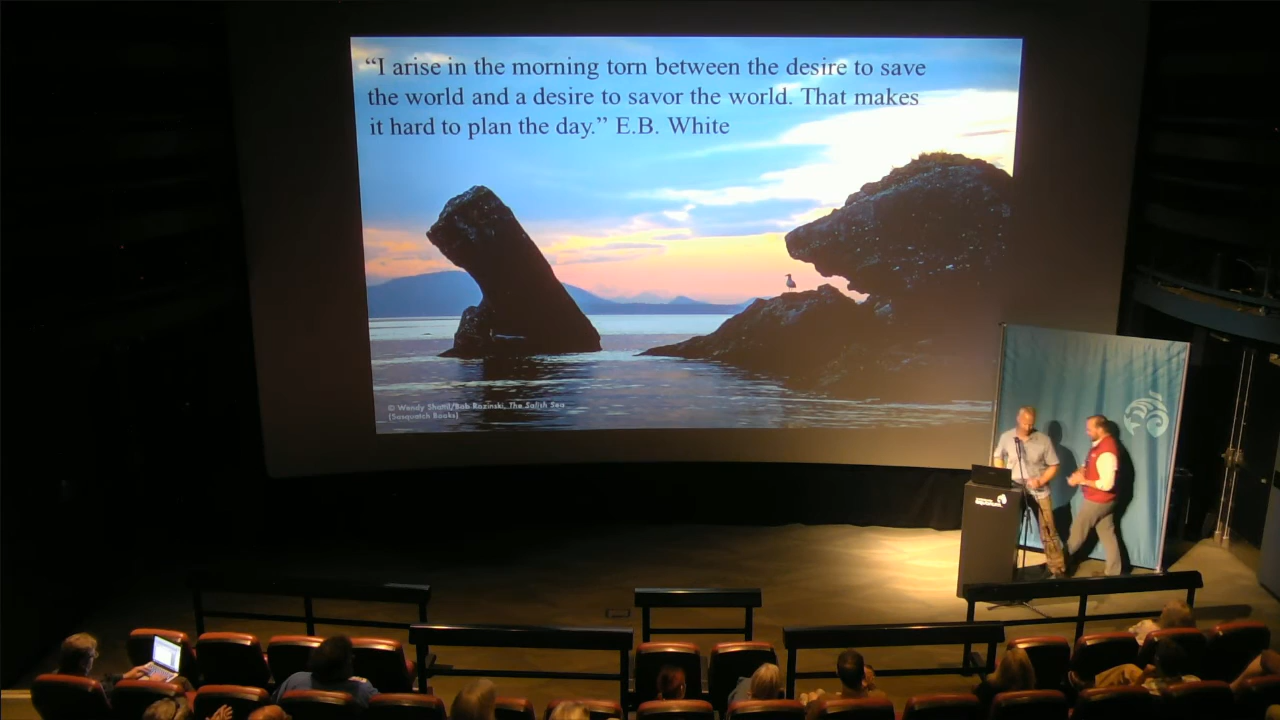 “I arise in the morning torn between the desire to save
the world and a desire to savor the world. That makes
it hard to plan the day.” E.B. White
© Wendy Shattil/Bob Rozinski, The Salish Sea
(Sasquatch Books)